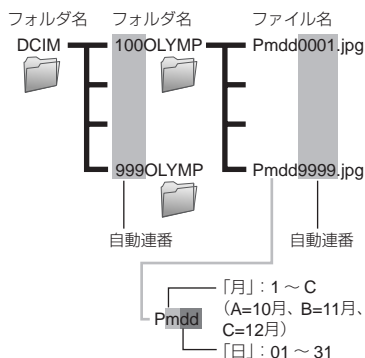 フォルダ名 フォルダ名 ファイル名
DCIM 100OLYMP Pmdd0001.jpg
999OLYMP Pmdd9999.jpg
自動連番 自動連番
「月」：1 ～ C
Pmdd （A=10月、B=11月、
C=12月）
「日」：01 ～ 31